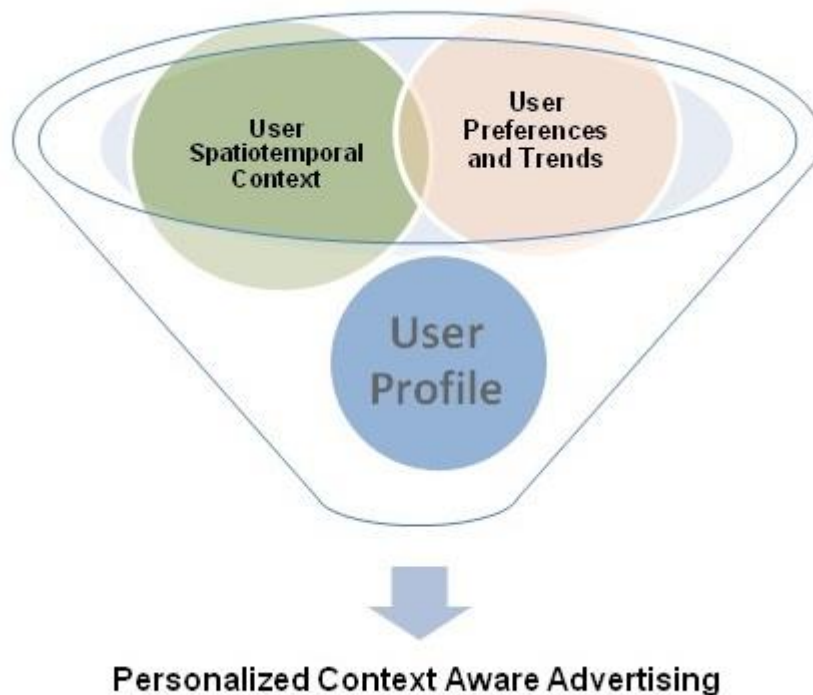 User
Spatiotemporal
Context
User
Preferences
and Trends
User
Profile
Personalized Context Aware Advertising